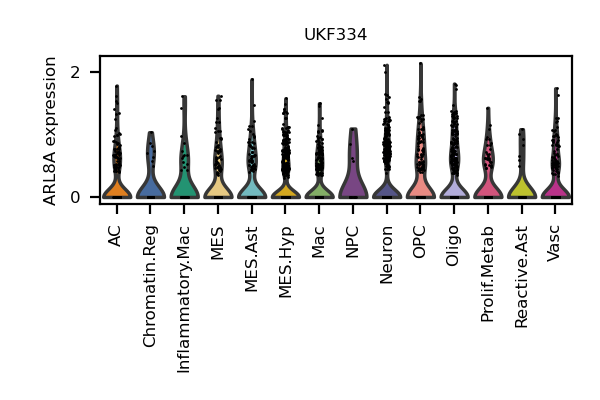 UKF334
ARL8A expression
2
0
AC
Chromatin.Reg
Inflammatory.Mac
MES
MES.Ast
MES.Hyp
Mac
NPC
Neuron
OPC
Oligo
Prolif.Metab
Reactive.Ast
Vasc